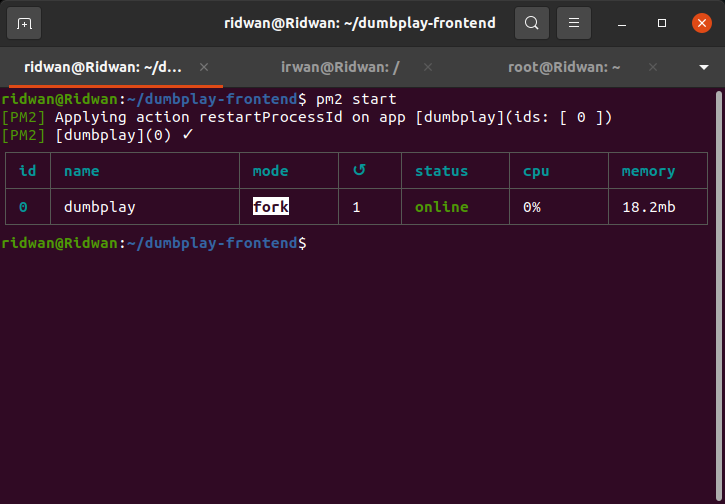 ridwan@Ridwan: ~/dumbplay-frontend
ridwan@Ridwan: ~/d... × irwan@Ridwan: / × root@Ridwan: ~ ×
ridwan@Ridwan:~/dumbplay-frontend$ pm2 start
[PM2] Applying action restartProcessId on app [dumbplay](ids: [ 0 ])
[PM2] [dumbplay](0) ✓
id name mode ↺ status cpu memory
0 dumbplay fork 1 online 0% 18.2mb
ridwan@Ridwan:~/dumbplay-frontend$